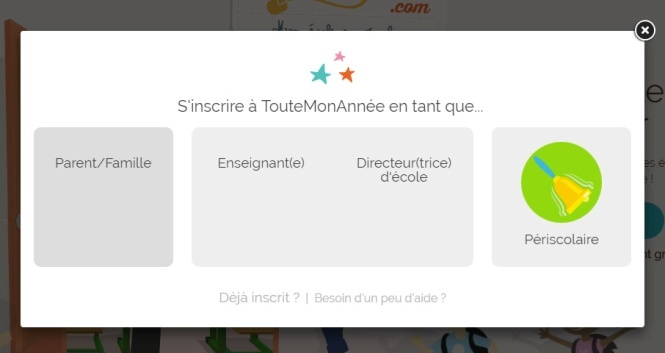 .com
S'inscrire à TouteMonAnnée en tant que...
Parent/Famille
Enseignant(e)
Directeur(trice)
d'école
Périscolaire
Déjà inscrit ? | Besoin d'un peu d'aide ?